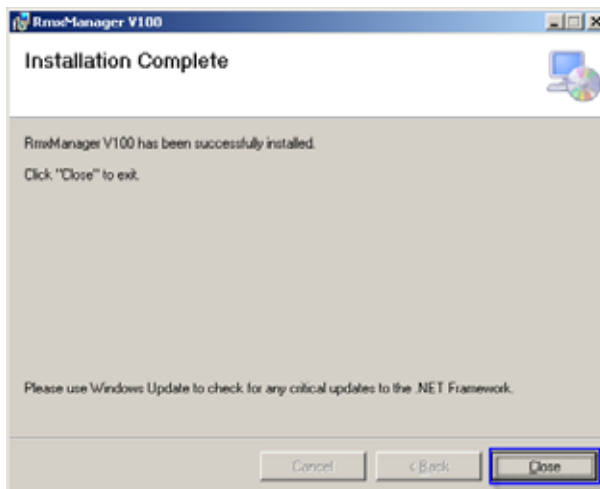 RmxManager V100
Installation Complete
RmxManager V100 has been successfully installed.
Click "Close" to exit.
Please use Windows Update to check for any critical updates to the .NET Framework.
Cancel
< Back
Close